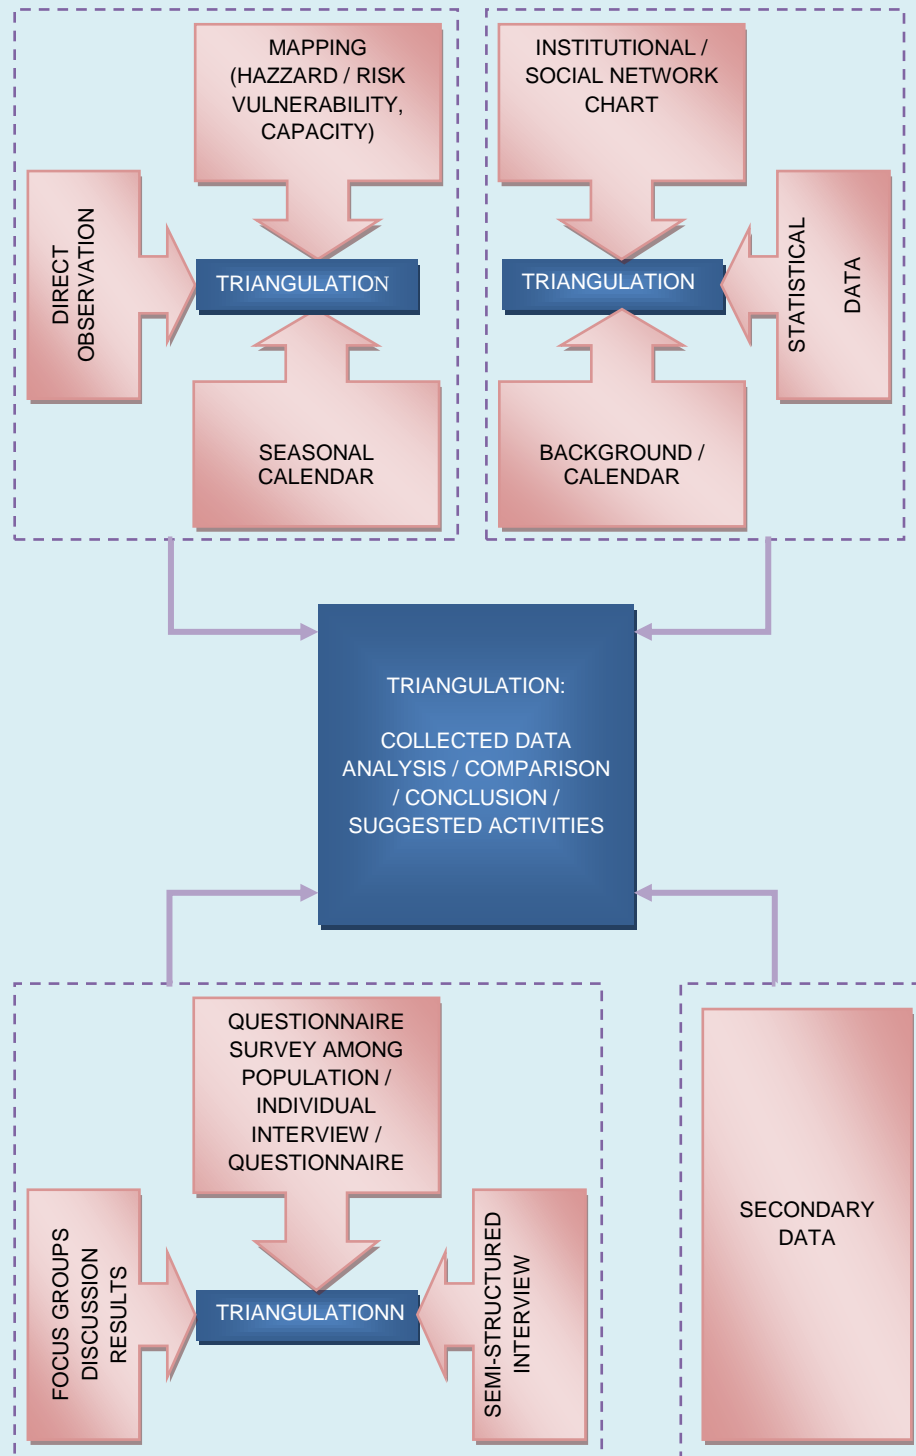 MAPPING
(HAZZARD / RISK
VULNERABILITY,
CAPACITY)
DIRECT
OBSERVATION
TRIANGULATION
SEASONAL
CALENDAR
INSTITUTIONAL /
SOCIAL NETWORK
CHART
TRIANGULATION
STATISTICAL
DATA
BACKGROUND /
CALENDAR
TRIANGULATION:
COLLECTED DATA
ANALYSIS / COMPARISON
/ CONCLUSION /
SUGGESTED ACTIVITIES
QUESTIONNAIRE
SURVEY AMONG
POPULATION /
INDIVIDUAL
INTERVIEW /
QUESTIONNAIRE
FOCUS GROUPS
DISCUSSION
RESULTS
TRIANGULATIONN
SEMI-STRUCTURED
INTERVIEW
SECONDARY
DATA